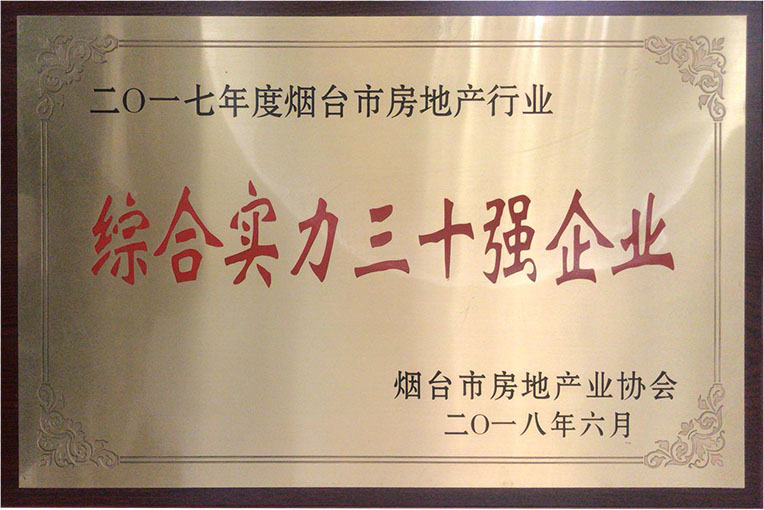 二〇一七年度烟台市房地产行业
综合实力三十强企业
烟台市房地产业协会
二〇一八年六月